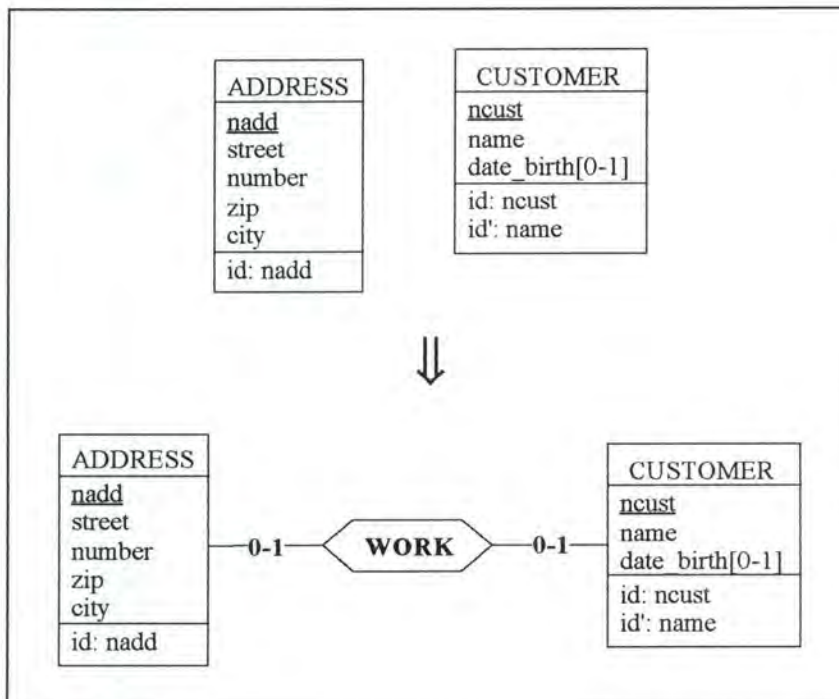 ADDRESS
nadd
street
number
zip
city
id: nadd
CUSTOMER
ncust
name
date_birth[0-1]
id: ncust
id': name
⇓
ADDRESS
nadd
street
number
zip
city
id: nadd
0-1
WORK
0-1
CUSTOMER
ncust
name
date_birth[0-1]
id: ncust
id': name